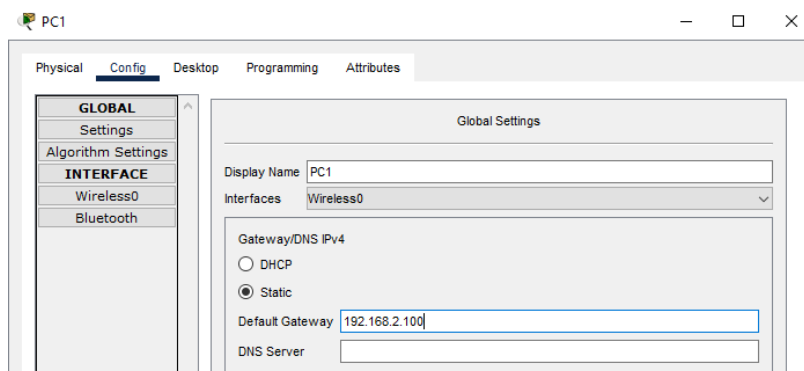 PC1
Physical Config Desktop Programming Attributes
GLOBAL
Settings
Algorithm Settings
INTERFACE
Wireless0
Bluetooth
Global Settings
Display Name PC1
Interfaces Wireless0
Gateway/DNS IPv4
DHCP
Static
Default Gateway 192.168.2.100
DNS Server